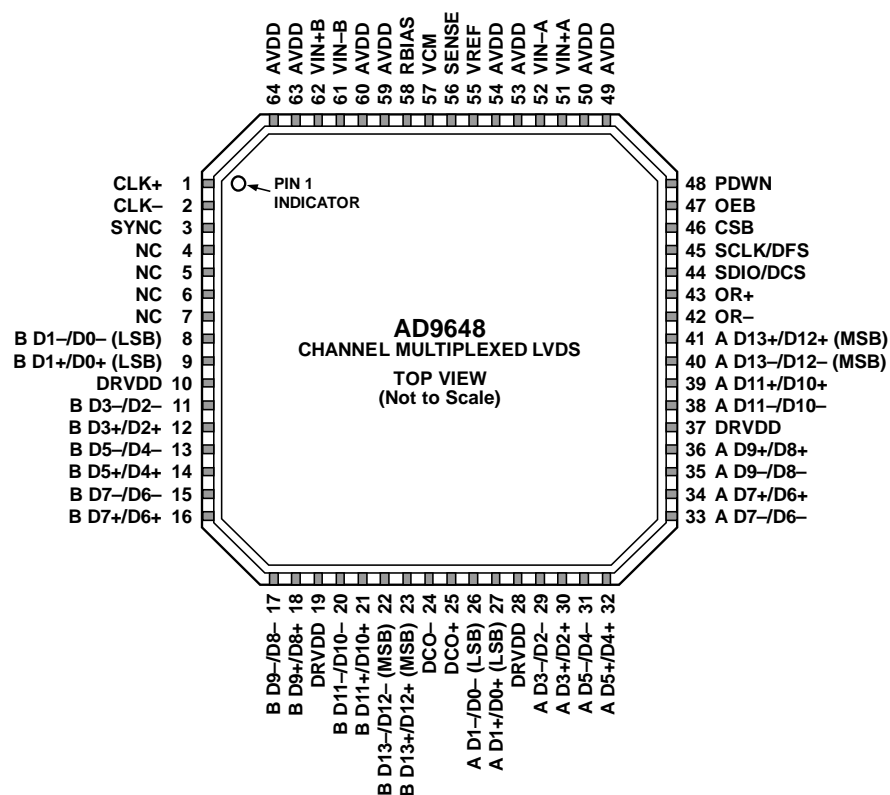 64 AVDD
63 AVDD
62 VIN+B
61 VIN–B
60 AVDD
59 AVDD
58 RBIAS
57 VCM
56 SENSE
55 VREF
54 AVDD
53 AVDD
52 VIN–A
51 VIN+A
50 AVDD
49 AVDD
CLK+ 1
CLK– 2
SYNC 3
NC 4
NC 5
NC 6
NC 7
B D1–/D0– (LSB) 8
B D1+/D0+ (LSB) 9
DRVDD 10
B D3–/D2– 11
B D3+/D2+ 12
B D5–/D4– 13
B D5+/D4+ 14
B D7–/D6– 15
B D7+/D6+ 16
PIN 1
INDICATOR
AD9648
CHANNEL MULTIPLEXED LVDS
TOP VIEW
(Not to Scale)
48 PDWN
47 OEB
46 CSB
45 SCLK/DFS
44 SDIO/DCS
43 OR+
42 OR–
41 A D13+/D12+ (MSB)
40 A D13–/D12– (MSB)
39 A D11+/D10+
38 A D11–/D10–
37 DRVDD
36 A D9+/D8+
35 A D9–/D8–
34 A D7+/D6+
33 A D7–/D6–
B D9–/D8– 17
B D9+/D8+ 18
DRVDD 19
B D11–/D10– 20
B D11+/D10+ 21
B D13–/D12– (MSB) 22
B D13+/D12+ (MSB) 23
DCO– 24
DCO+ 25
A D1–/D0– (LSB) 26
A D1+/D0+ (LSB) 27
DRVDD 28
A D3–/D2– 29
A D3+/D2+ 30
A D5–/D4– 31
A D5+/D4+ 32